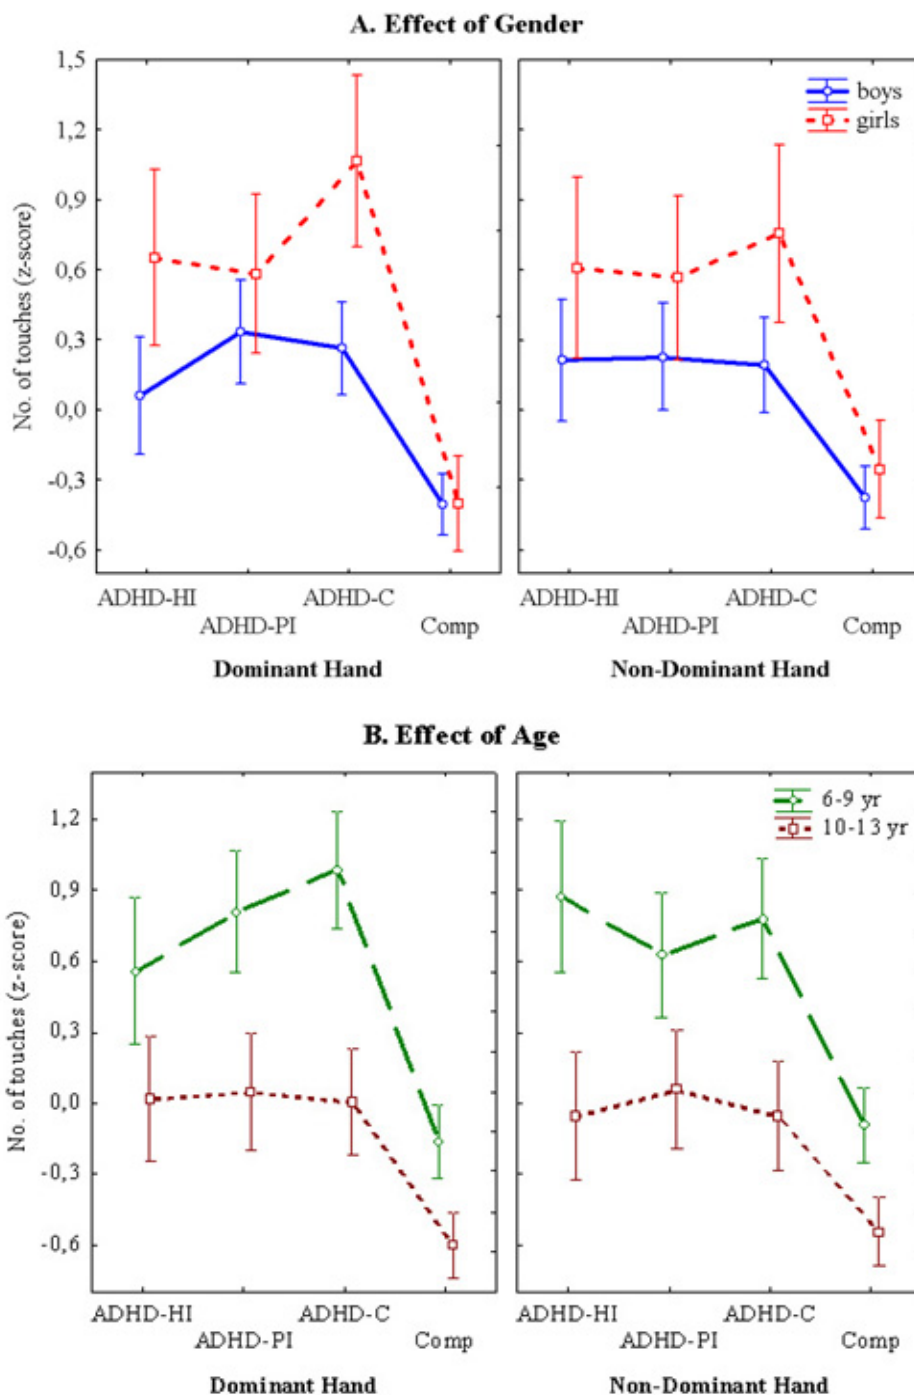 A. Effect of Gender
1,5
1,2
0,9
0,6
0,3
0,0
-0,3
-0,6
No. of touches (z-score)
boys
girls
ADHD-HI
ADHD-PI
ADHD-C
Comp
Dominant Hand
ADHD-HI
ADHD-PI
ADHD-C
Comp
Non-Dominant Hand
B. Effect of Age
1,2
0,9
0,6
0,3
0,0
-0,3
-0,6
No. of touches (z-score)
6-9 yr
10-13 yr
ADHD-HI
ADHD-PI
ADHD-C
Comp
Dominant Hand
ADHD-HI
ADHD-PI
ADHD-C
Comp
Non-Dominant Hand